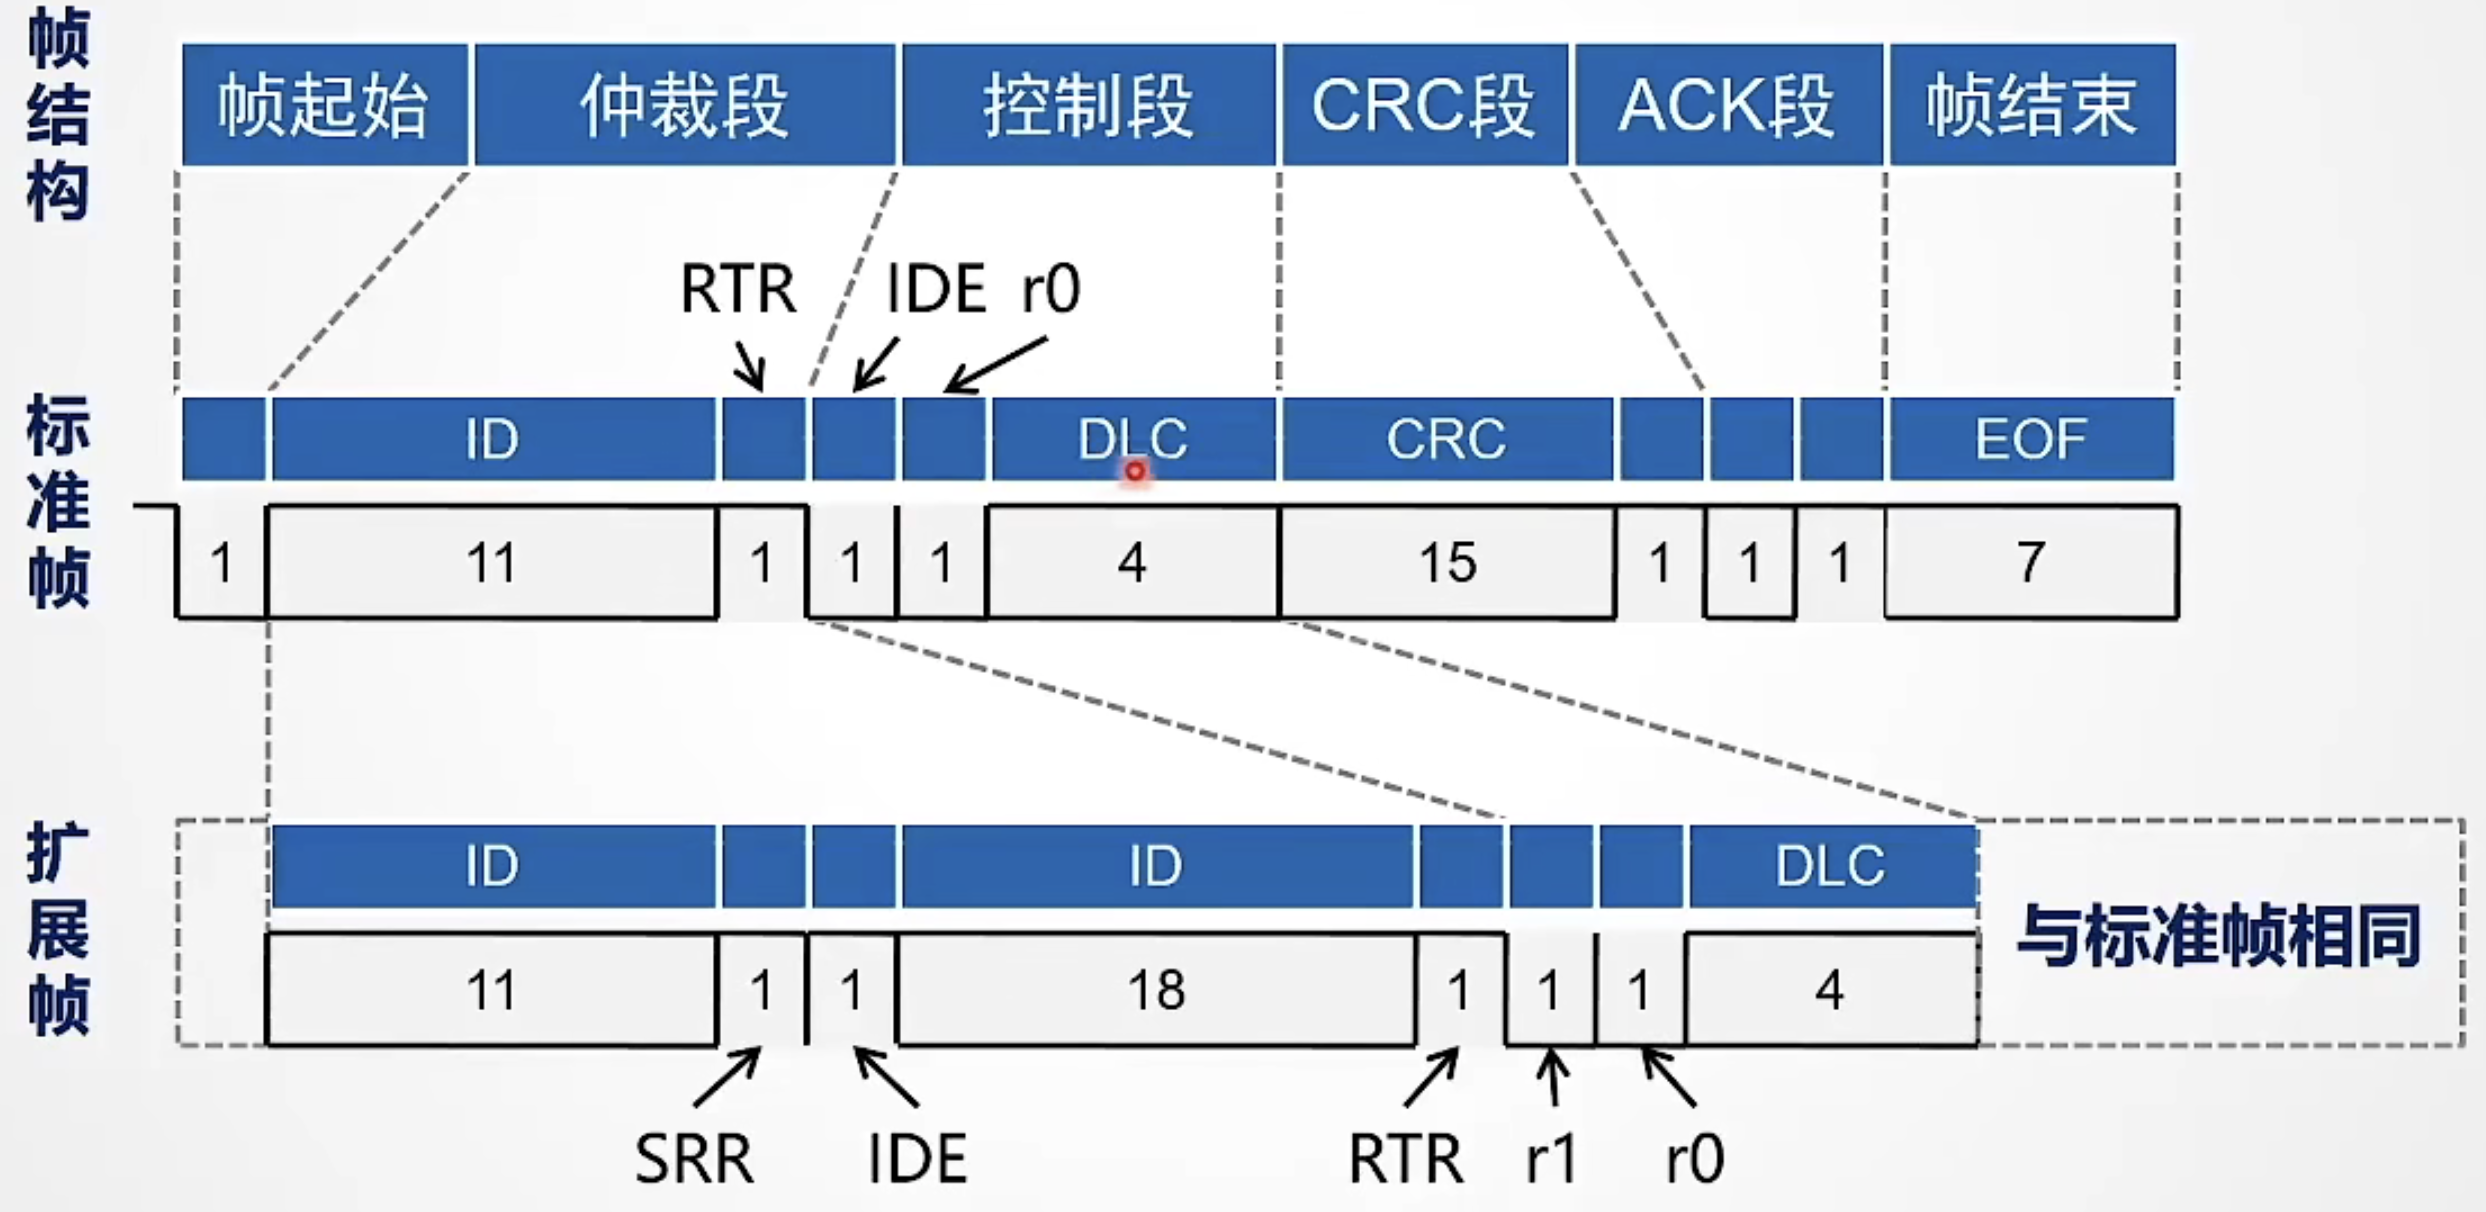 帧结构
帧起始 仲裁段 控制段 CRC段 ACK段 帧结束
RTR IDE r0
标准帧
ID DLC CRC EOF
1 11 1 1 1 4 15 1 1 1 7
扩展帧
ID ID DLC
与标准帧相同
11 1 1 18 1 1 1 4
SRR IDE RTR r1 r0